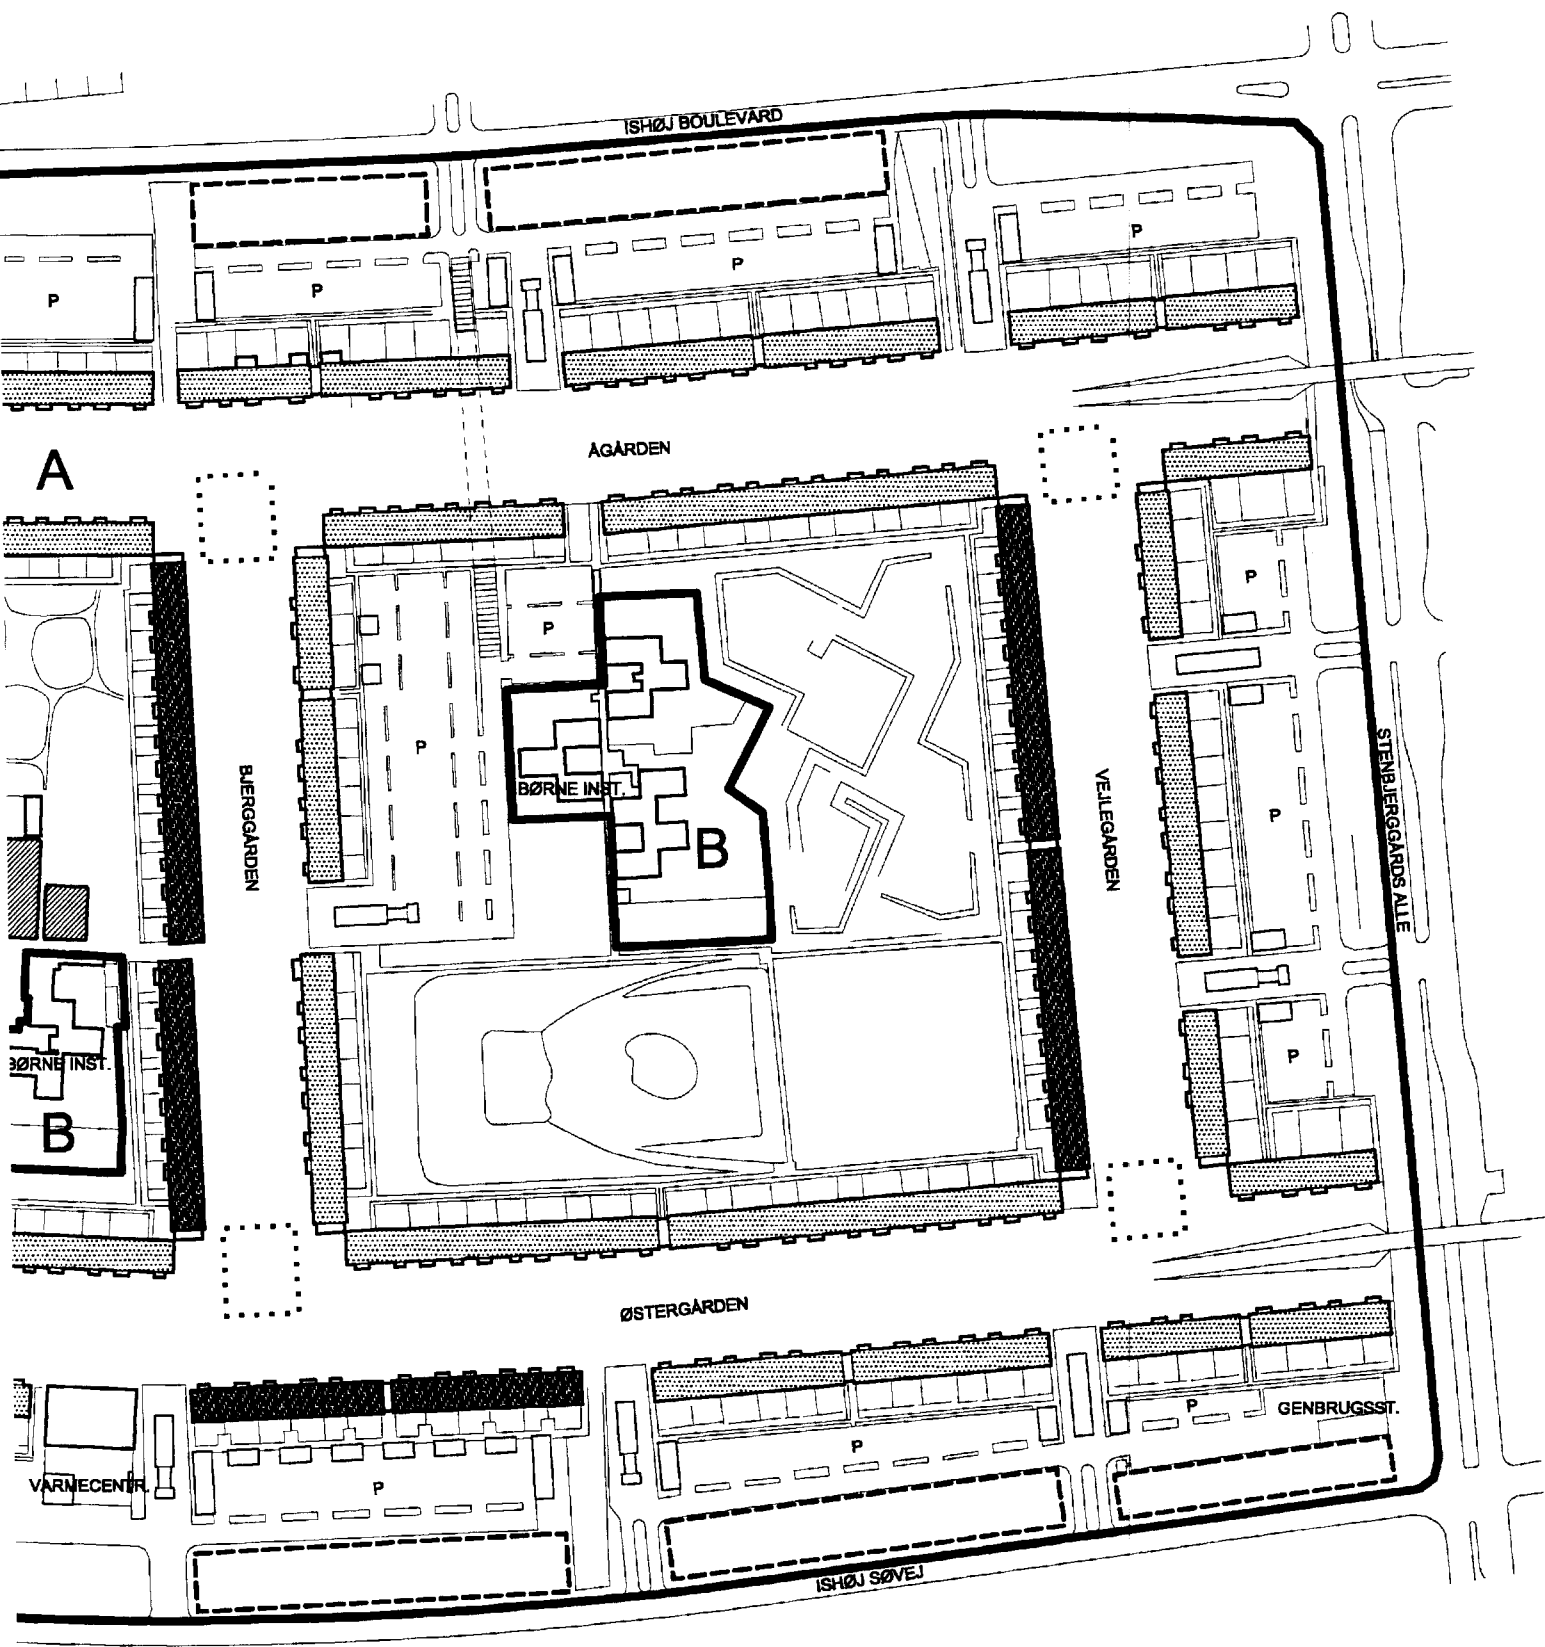 ISHØJ BOULEVARD
P
P
P
P
A
ÅGÅRDEN
P
P
BJERGGÅRDEN
P
BØRNE INST.
B
VEJLEGÅRDEN
P
STENBJERGGÅRDS ALLE
BØRNE INST.
B
P
ØSTERGÅRDEN
P
GENBRUGSST.
P
VARMECENTR.
P
ISHØJ SØVEJ